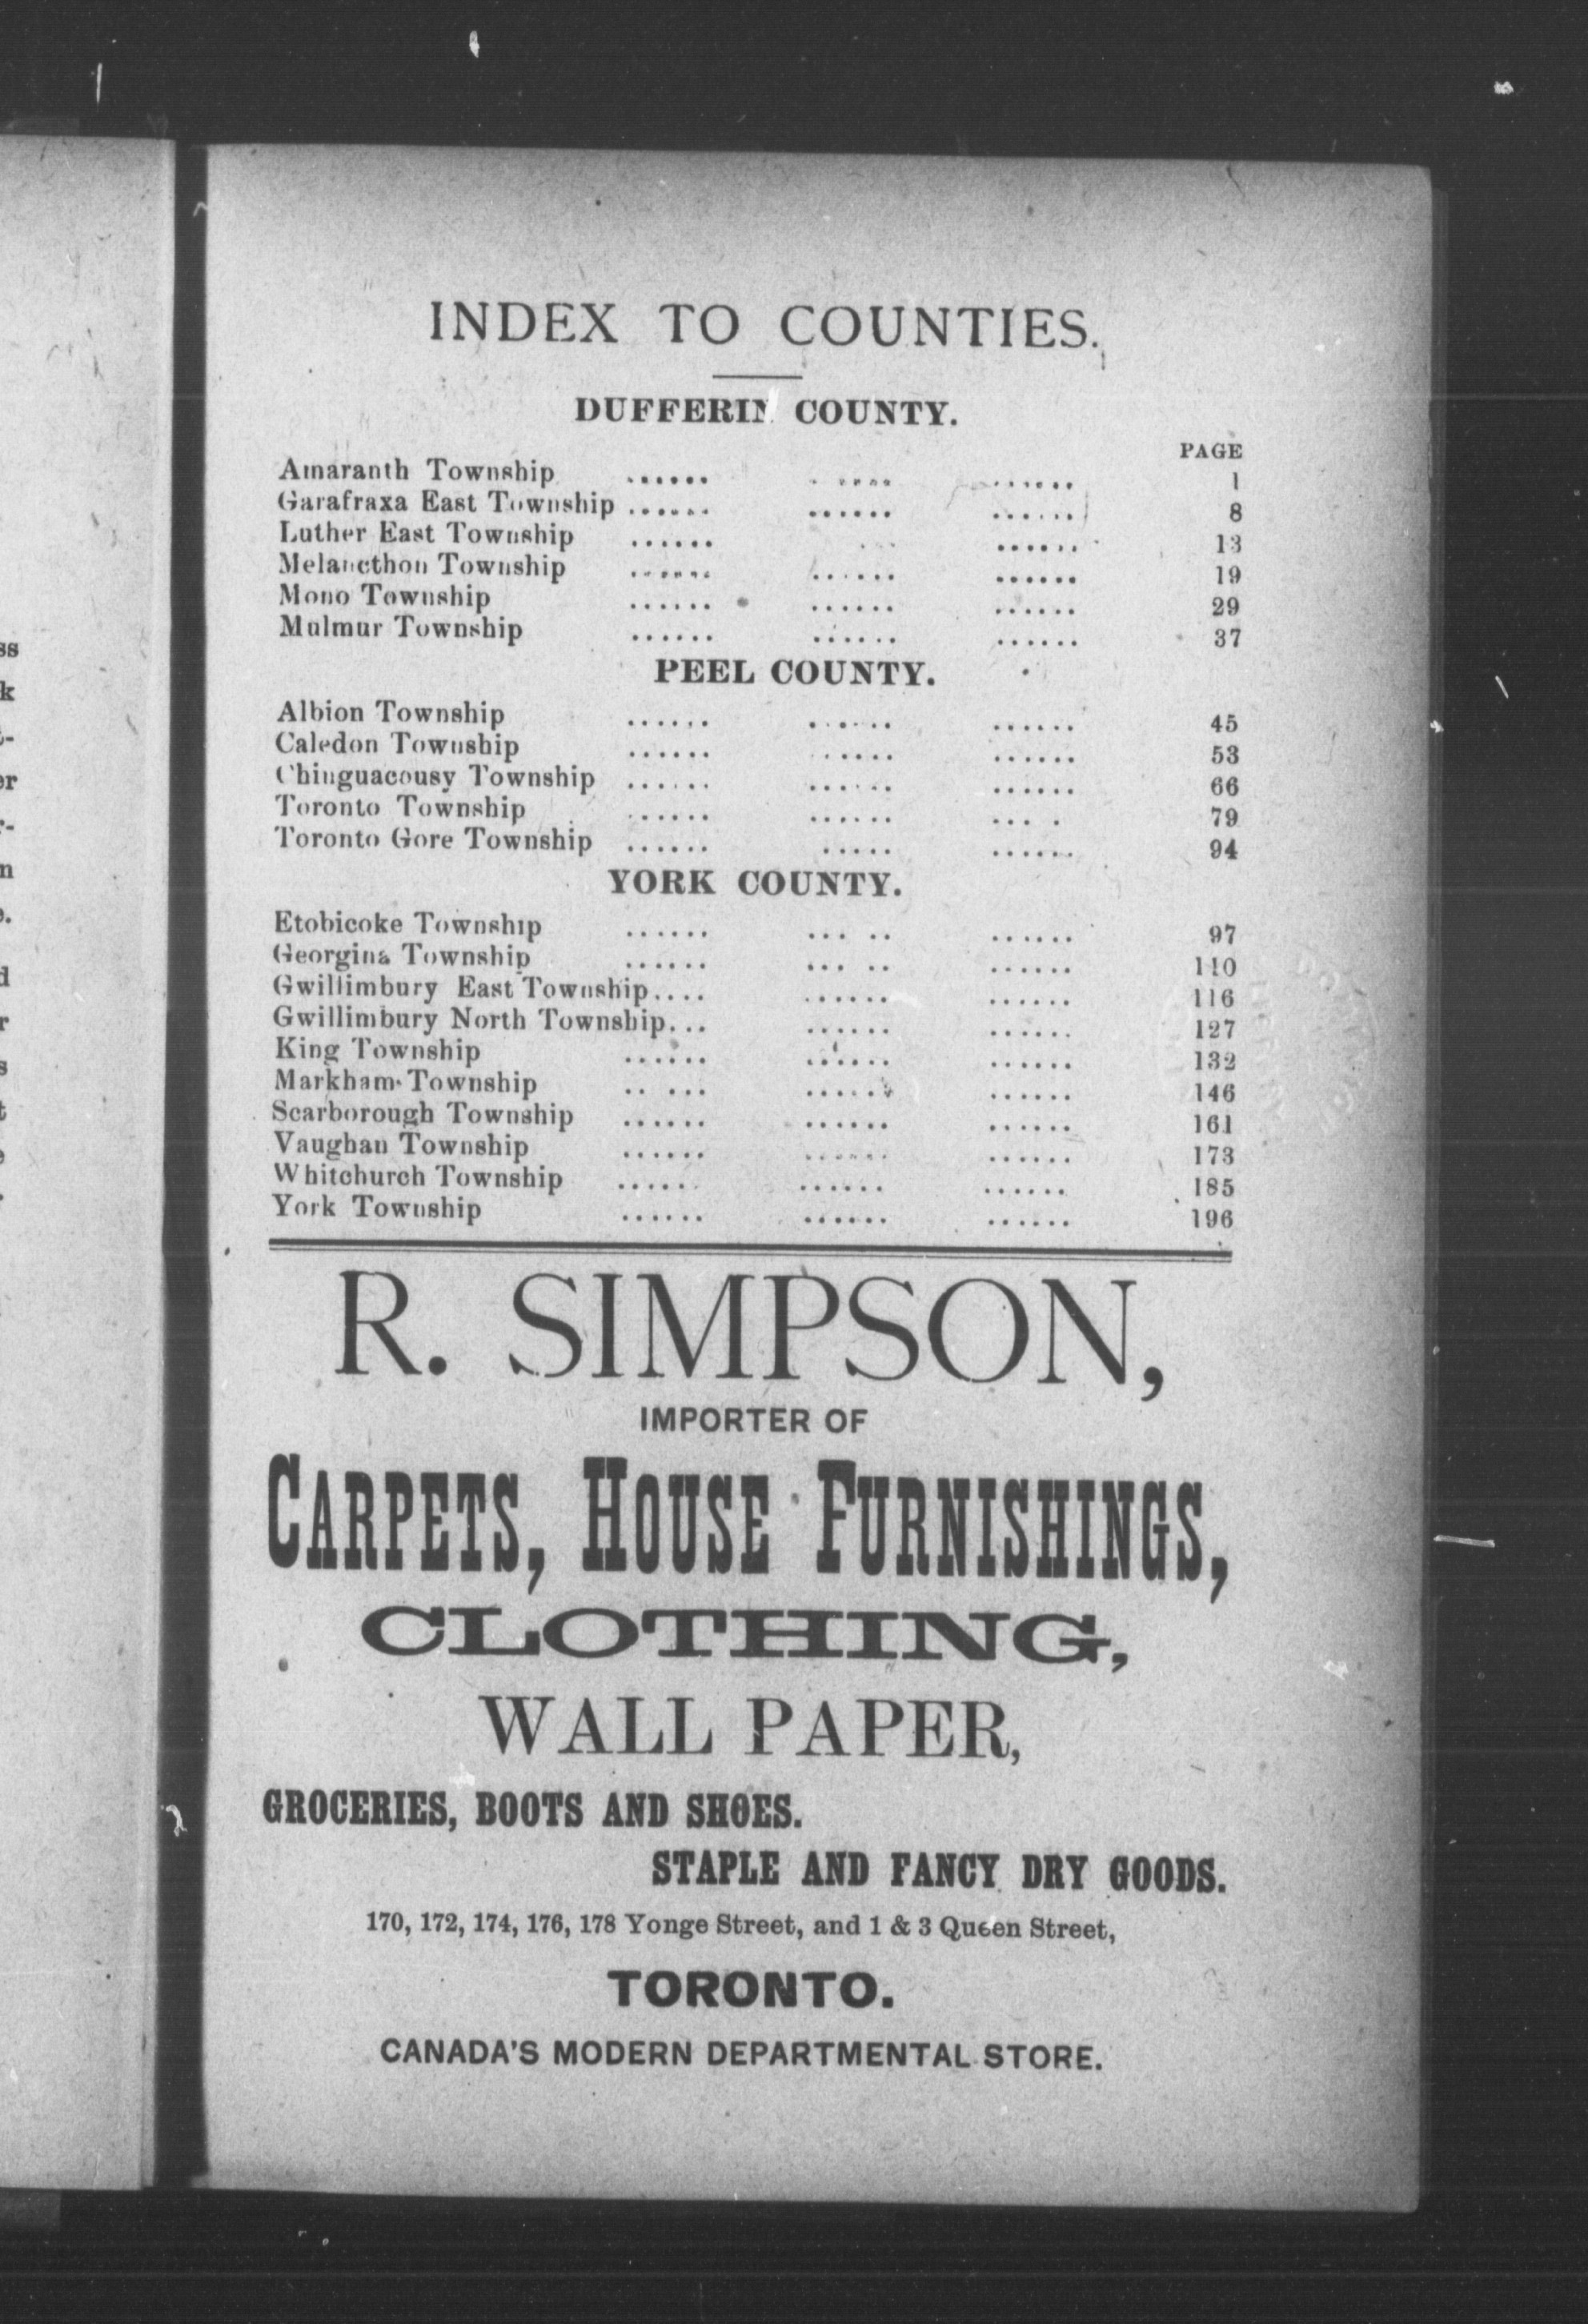 INDEX TO COUNTIES.
DUFFERIN COUNTY.
PAGE
Amaranth Township ...... .... ...... 1
Garafraxa East Township ...... ...... ...... 8
Luther East Township ...... ... ...... 13
Melancthon Township ...... ...... ...... 19
Mono Township ...... ...... ...... 29
Mulmur Township ...... ...... ...... 37
PEEL COUNTY.
Albion Township ...... ...... ...... 45
Caledon Township ...... ..... ...... 53
Chinguacousy Township ...... ...... ...... 66
Toronto Township ...... ...... .... . 79
Toronto Gore Township ...... ..... ...... 94
YORK COUNTY.
Etobicoke Township ...... ... .. ...... 97
Georgina Township ...... ... .. ...... 110
Gwillimbury East Township.... ...... ...... 116
Gwillimbury North Township... ...... ...... 127
King Township ...... ...... ...... 132
Markham Township .. ... ...... ...... 146
Scarborough Township ...... ...... ...... 161
Vaughan Township ...... ...... ...... 173
Whitchurch Township ...... ...... ...... 185
York Township ...... ...... ...... 196
R. SIMPSON,
IMPORTER OF
CARPETS, HOUSE FURNISHINGS,
CLOTHING,
WALL PAPER,
GROCERIES, BOOTS AND SHOES.
STAPLE AND FANCY DRY GOODS.
170, 172, 174, 176, 178 Yonge Street, and 1 & 3 Queen Street,
TORONTO.
CANADA'S MODERN DEPARTMENTAL STORE.